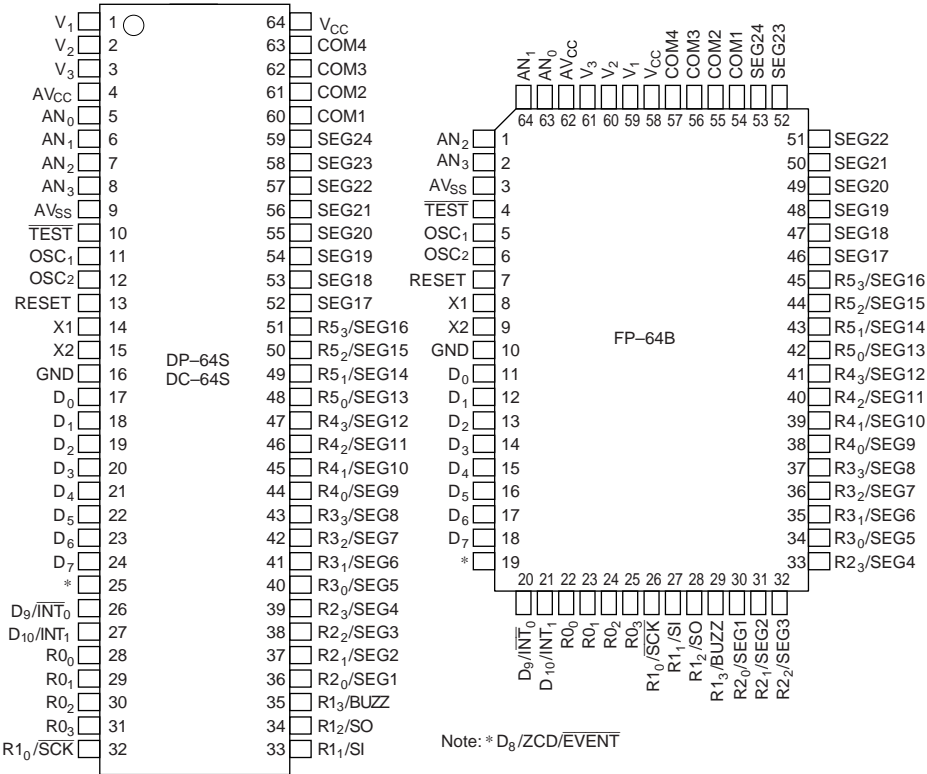 V₁ 1 64 VCC
V₂ 2 63 COM4
V₃ 3 62 COM3
AVCC 4 61 COM2
AN₀ 5 60 COM1
AN₁ 6 59 SEG24
AN₂ 7 58 SEG23
AN₃ 8 57 SEG22
AVSS 9 56 SEG21
T̅E̅S̅T̅ 10 55 SEG20
OSC₁ 11 54 SEG19
OSC₂ 12 53 SEG18
RESET 13 52 SEG17
X1 14 51 R5₃/SEG16
X2 15 50 R5₂/SEG15
GND 16 49 R5₁/SEG14
D₀ 17 48 R5₀/SEG13
D₁ 18 47 R4₃/SEG12
D₂ 19 46 R4₂/SEG11
D₃ 20 45 R4₁/SEG10
D₄ 21 44 R4₀/SEG9
D₅ 22 43 R3₃/SEG8
D₆ 23 42 R3₂/SEG7
D₇ 24 41 R3₁/SEG6
* 25 40 R3₀/SEG5
D₉/I̅N̅T̅₀ 26 39 R2₃/SEG4
D₁₀/INT₁ 27 38 R2₂/SEG3
R0₀ 28 37 R2₁/SEG2
R0₁ 29 36 R2₀/SEG1
R0₂ 30 35 R1₃/BUZZ
R0₃ 31 34 R1₂/SO
R1₀/S̅C̅K̅ 32 33 R1₁/SI
DP–64S
DC–64S
AN₁ AN₀ AVCC V₃ V₂ V₁ VCC COM4 COM3 COM2 COM1 SEG24 SEG23
64 63 62 61 60 59 58 57 56 55 54 53 52
AN₂ 1 51 SEG22
AN₃ 2 50 SEG21
AVSS 3 49 SEG20
T̅E̅S̅T̅ 4 48 SEG19
OSC₁ 5 47 SEG18
OSC₂ 6 46 SEG17
RESET 7 45 R5₃/SEG16
X1 8 44 R5₂/SEG15
X2 9 43 R5₁/SEG14
GND 10 42 R5₀/SEG13
D₀ 11 41 R4₃/SEG12
D₁ 12 40 R4₂/SEG11
D₂ 13 39 R4₁/SEG10
D₃ 14 38 R4₀/SEG9
D₄ 15 37 R3₃/SEG8
D₅ 16 36 R3₂/SEG7
D₆ 17 35 R3₁/SEG6
D₇ 18 34 R3₀/SEG5
* 19 33 R2₃/SEG4
FP–64B
20 21 22 23 24 25 26 27 28 29 30 31 32
D₉/I̅N̅T̅₀ D₁₀/INT₁ R0₀ R0₁ R0₂ R0₃ R1₀/S̅C̅K̅ R1₁/SI R1₂/SO R1₃/BUZZ R2₀/SEG1 R2₁/SEG2 R2₂/SEG3
Note: * D₈/ZCD/E̅V̅E̅N̅T̅